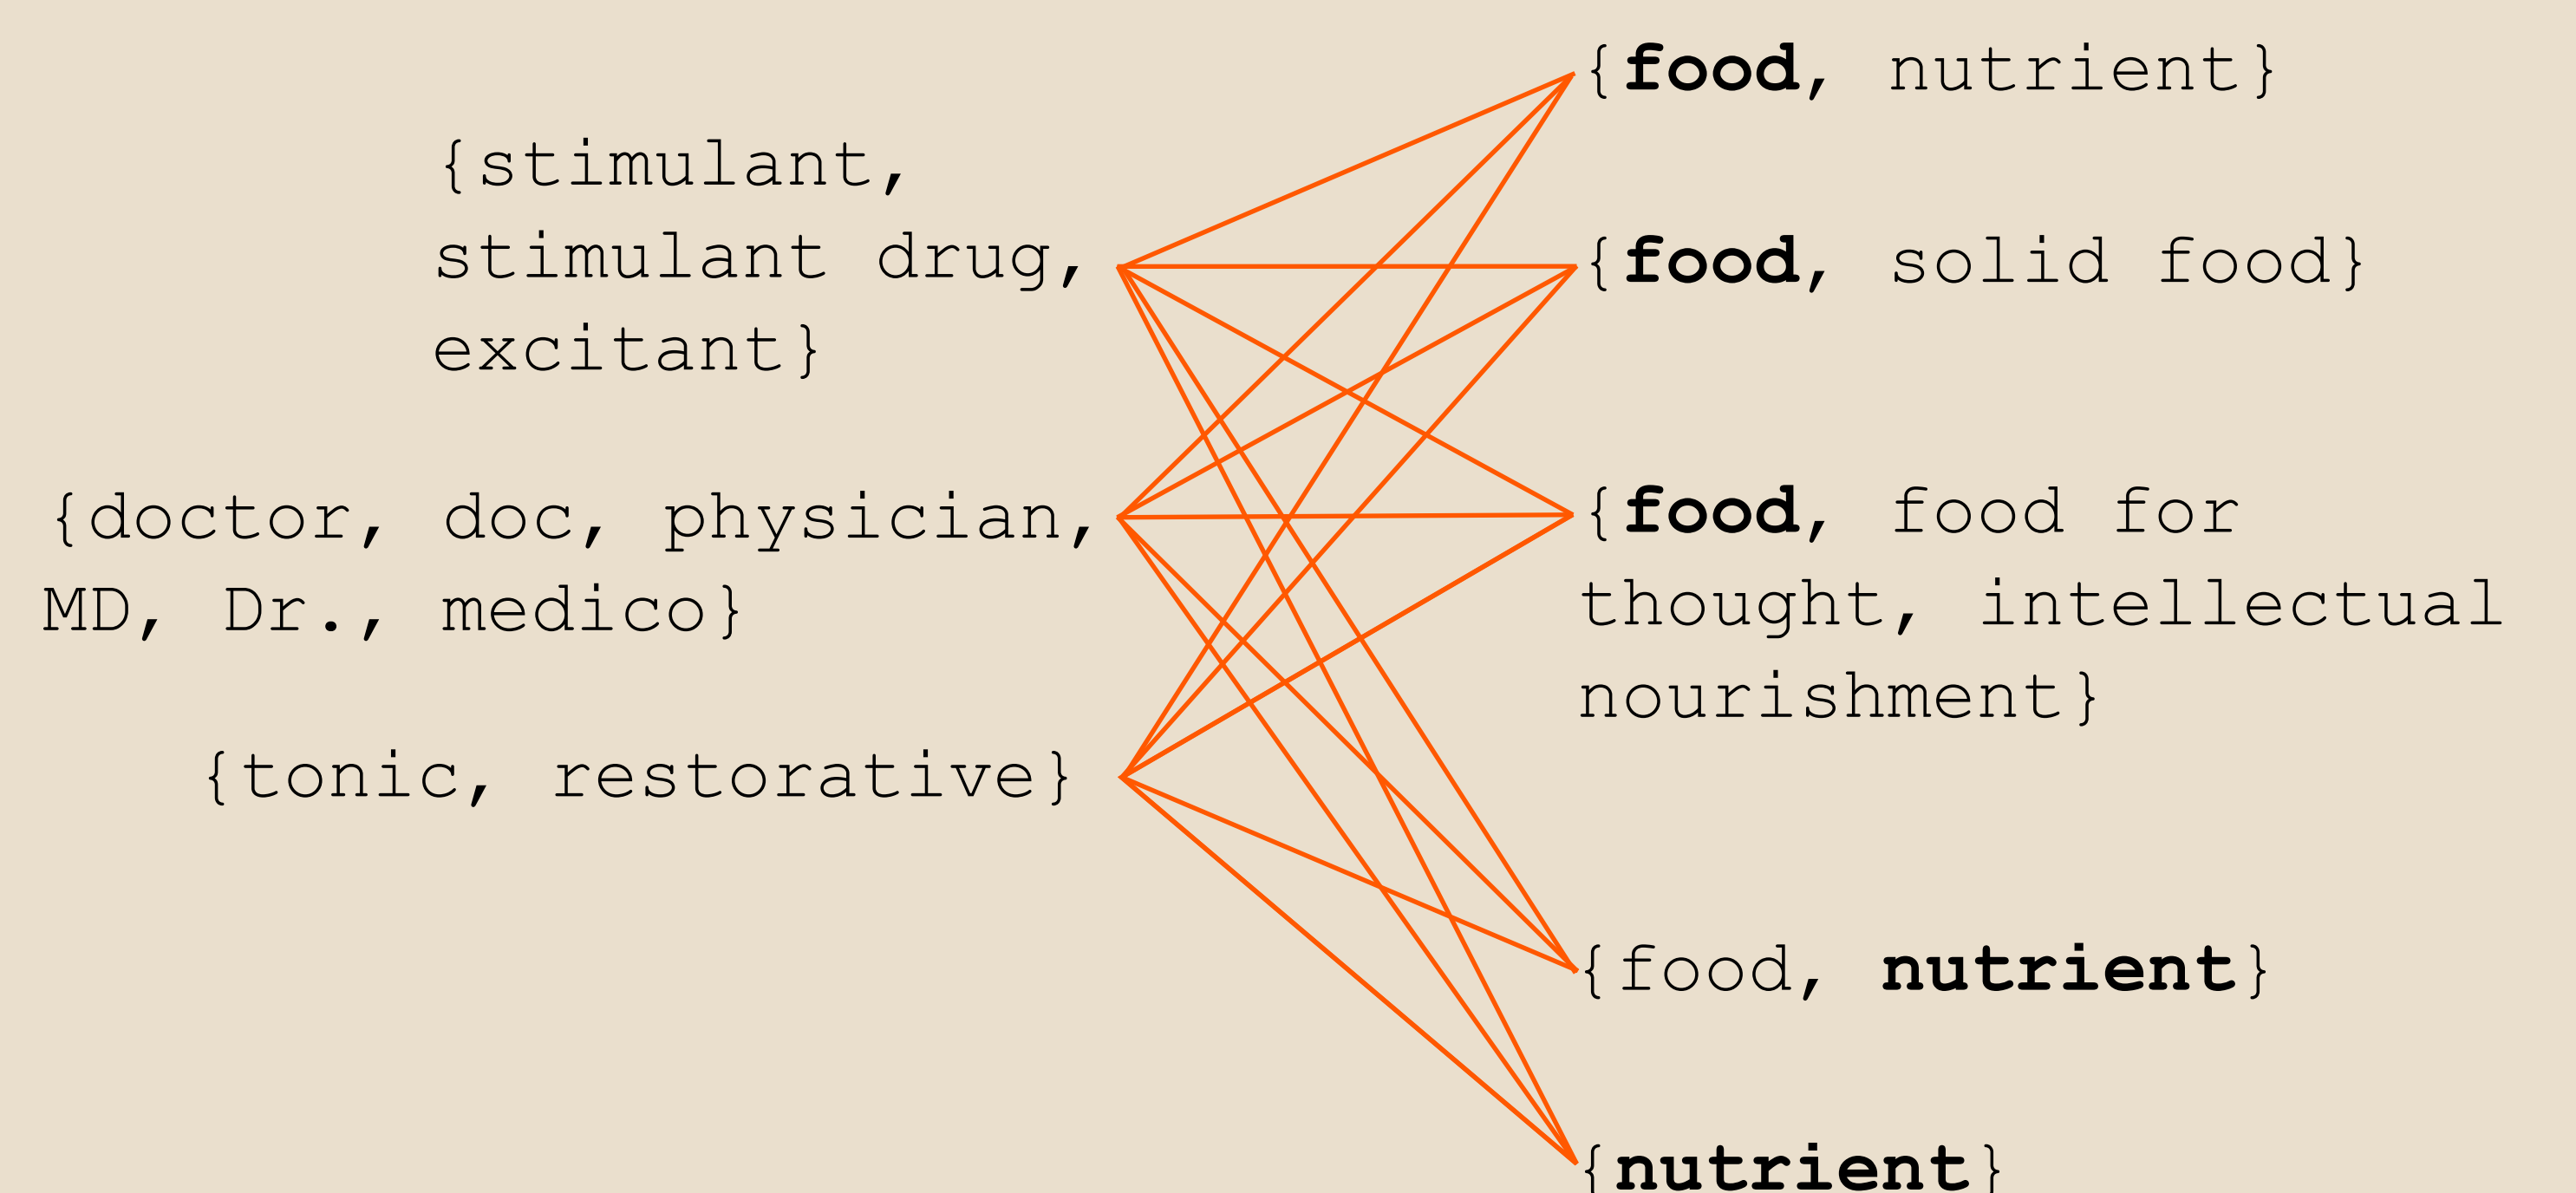 {stimulant,
stimulant drug,
excitant}
{doctor, doc, physician,
MD, Dr., medico}
{tonic, restorative}
{food, nutrient}
{food, solid food}
{food, food for
thought, intellectual
nourishment}
{food, nutrient}
{nutrient}